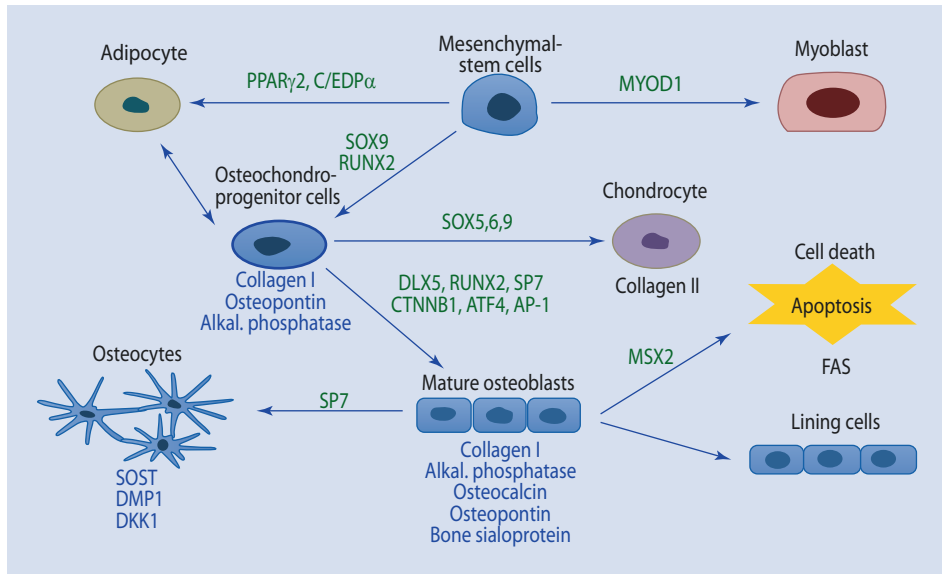 Adipocyte
Mesenchymal-
stem cells
Myoblast
PPARγ2, C/EDPα
MYOD1
SOX9
RUNX2
Osteochondro-
progenitor cells
Chondrocyte
SOX5,6,9
Collagen I
Osteopontin
Alkal. phosphatase
DLX5, RUNX2, SP7
CTNNB1, ATF4, AP-1
Collagen II
Cell death
Apoptosis
FAS
MSX2
Osteocytes
Mature osteoblasts
SP7
Lining cells
SOST
DMP1
DKK1
Collagen I
Alkal. phosphatase
Osteocalcin
Osteopontin
Bone sialoprotein